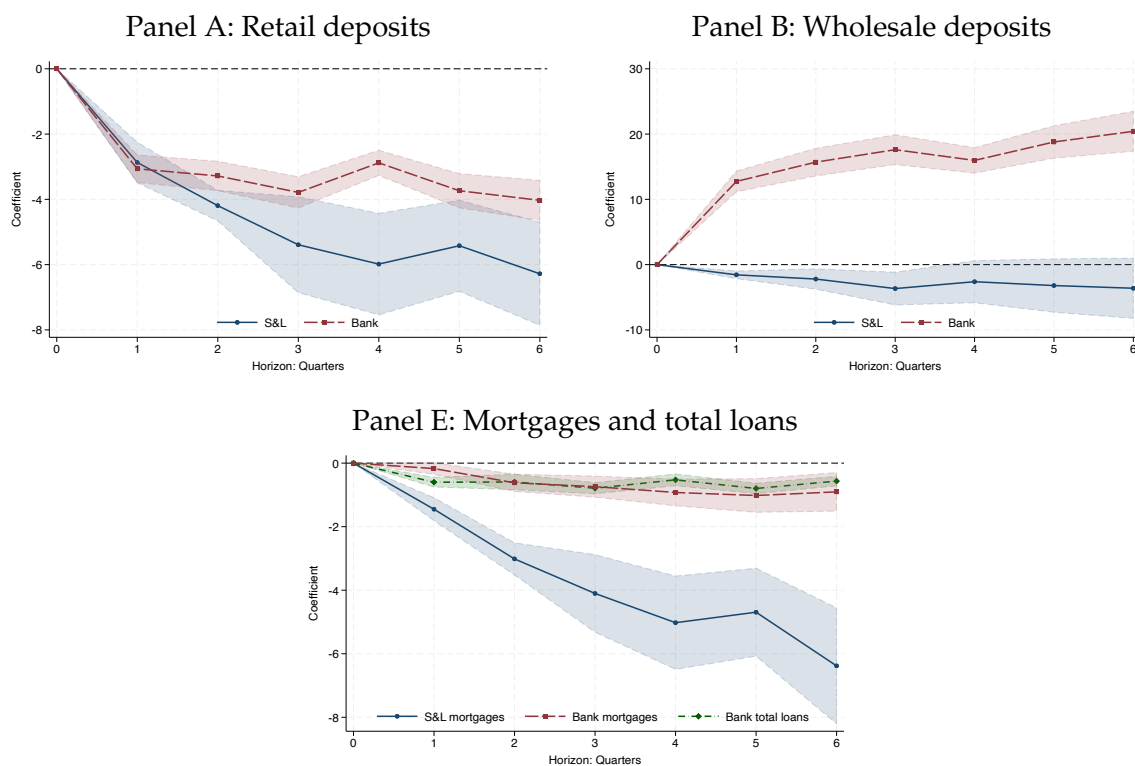 Panel A: Retail deposits
0
-2
-4
-6
-8
Coefficient
S&L
Bank
0 1 2 3 4 5 6
Horizon: Quarters
Panel B: Wholesale deposits
30
20
10
0
-10
Coefficient
S&L
Bank
0 1 2 3 4 5 6
Horizon: Quarters
Panel E: Mortgages and total loans
0
-2
-4
-6
-8
Coefficient
S&L mortgages
Bank mortgages
Bank total loans
0 1 2 3 4 5 6
Horizon: Quarters